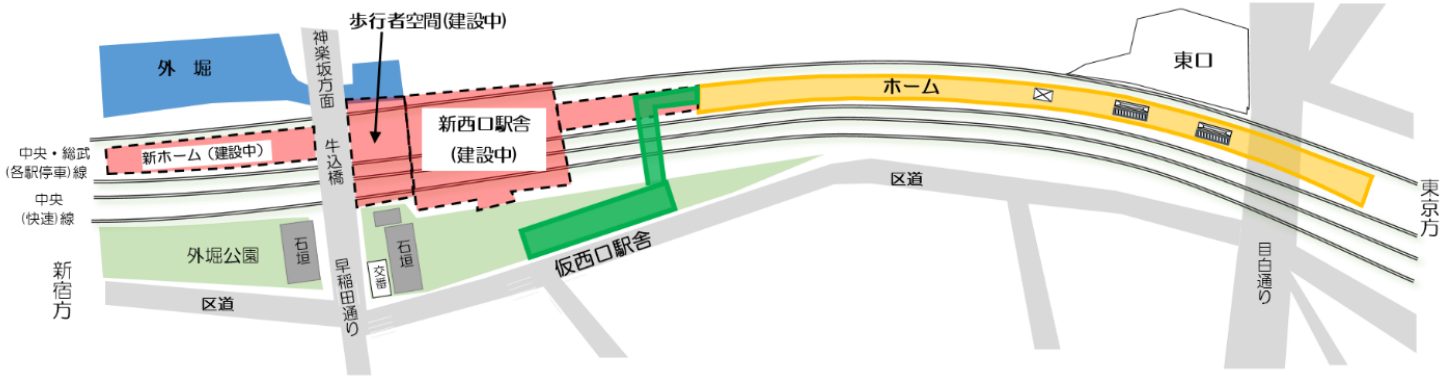 歩行者空間(建設中)
神楽坂方面
外 堀
東口
ホーム
新西口駅舎
(建設中)
牛込橋
新ホーム(建設中)
中央・総武
(各駅停車)線
中央
(快速)線
区道
東京方
外堀公園
石垣
石垣
交番
仮西口駅舎
新宿方
早稲田通り
目白通り
区道